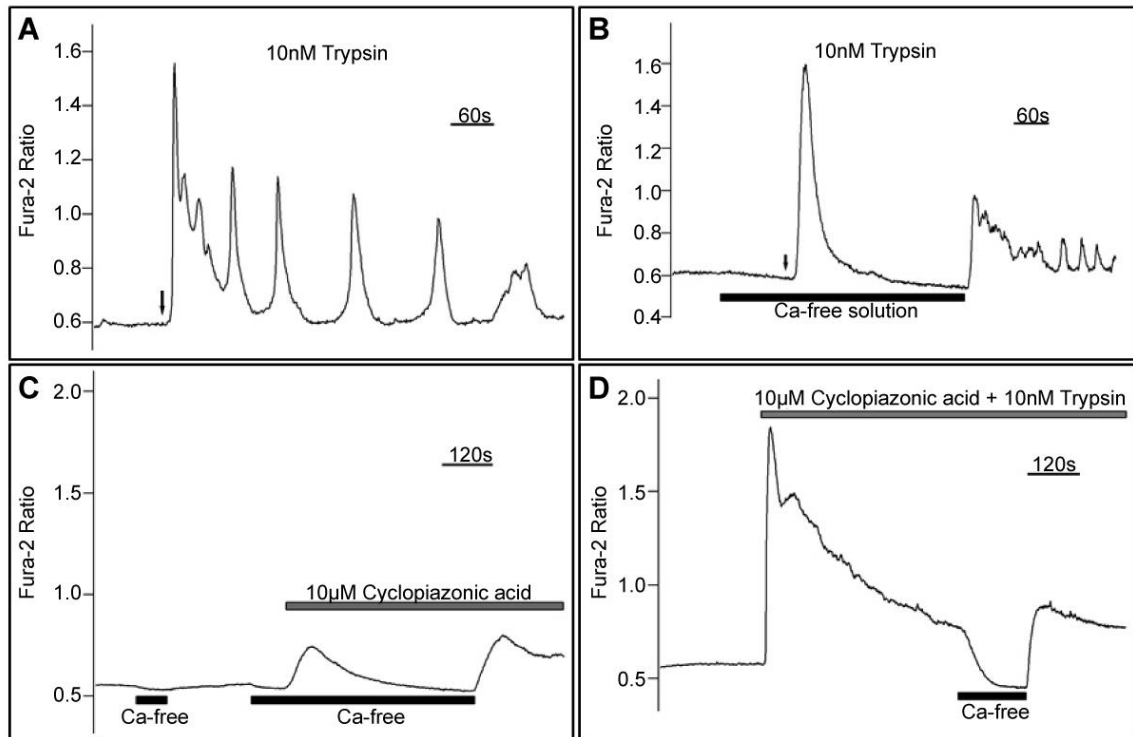 A
10nM Trypsin
60s
Fura-2 Ratio
1.6
1.4
1.2
1.0
0.8
0.6
B
10nM Trypsin
60s
Fura-2 Ratio
1.6
1.4
1.2
1.0
0.8
0.6
0.4
Ca-free solution
C
120s
Fura-2 Ratio
2.0
1.5
1.0
0.5
10µM Cyclopiazonic acid
Ca-free
Ca-free
D
10µM Cyclopiazonic acid + 10nM Trypsin
120s
Fura-2 Ratio
2.0
1.5
1.0
0.5
Ca-free